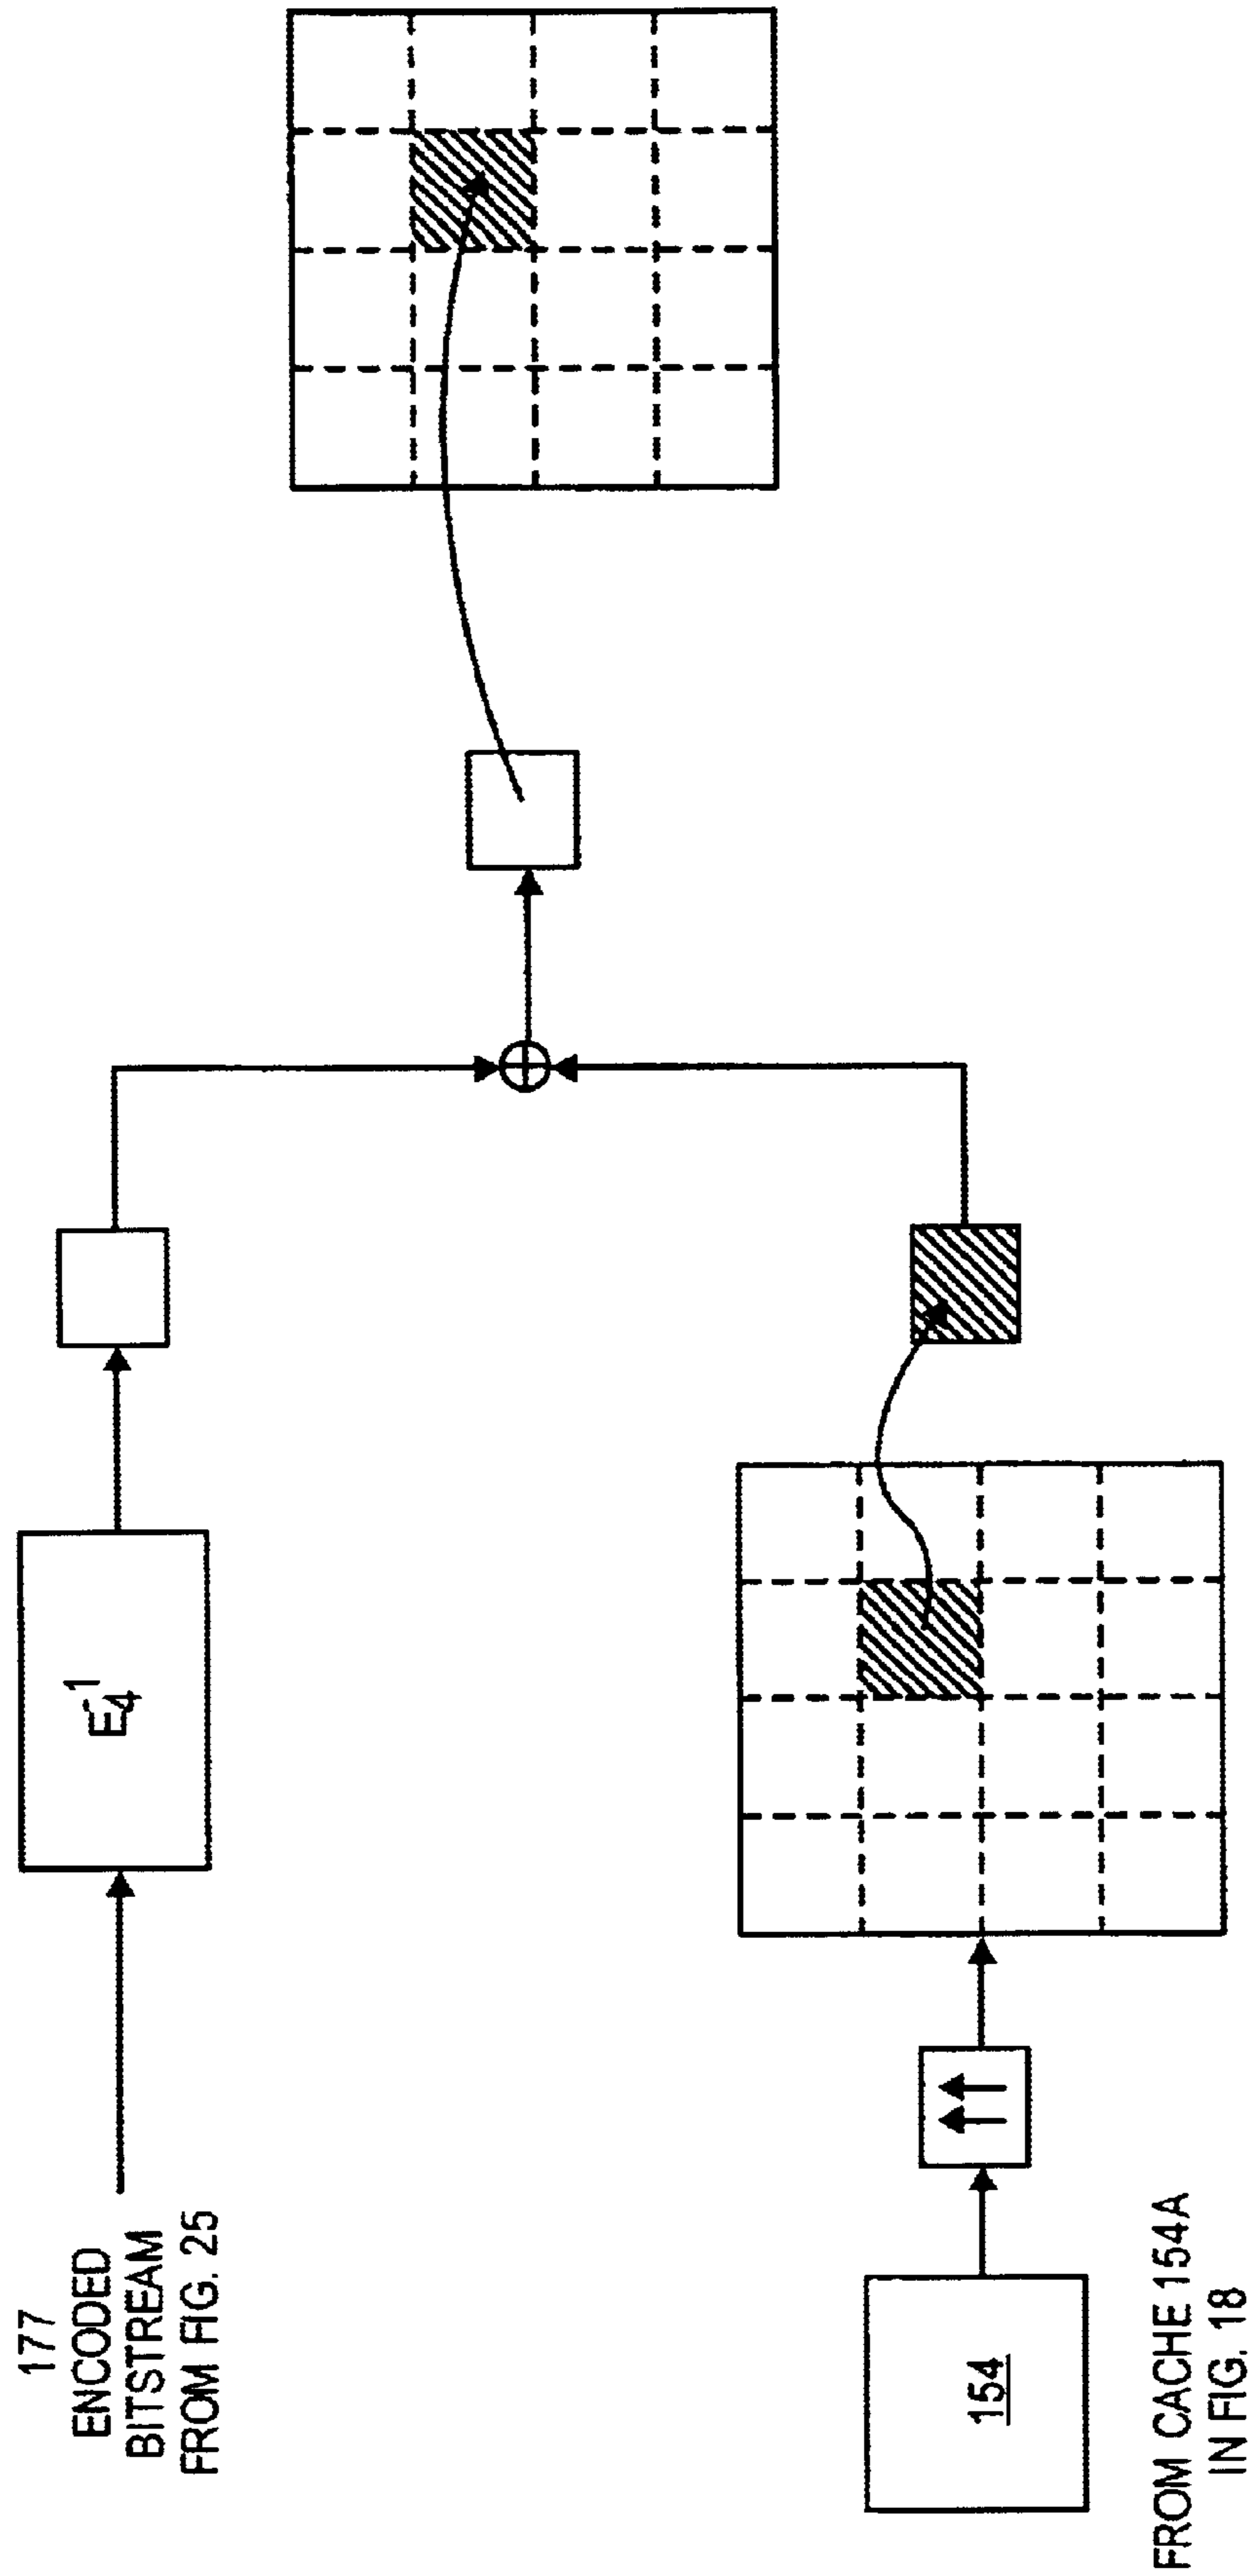 177
ENCODED
BITSTREAM
FROM FIG. 25
E₄⁻¹
154
FROM CACHE 154A
IN FIG. 18